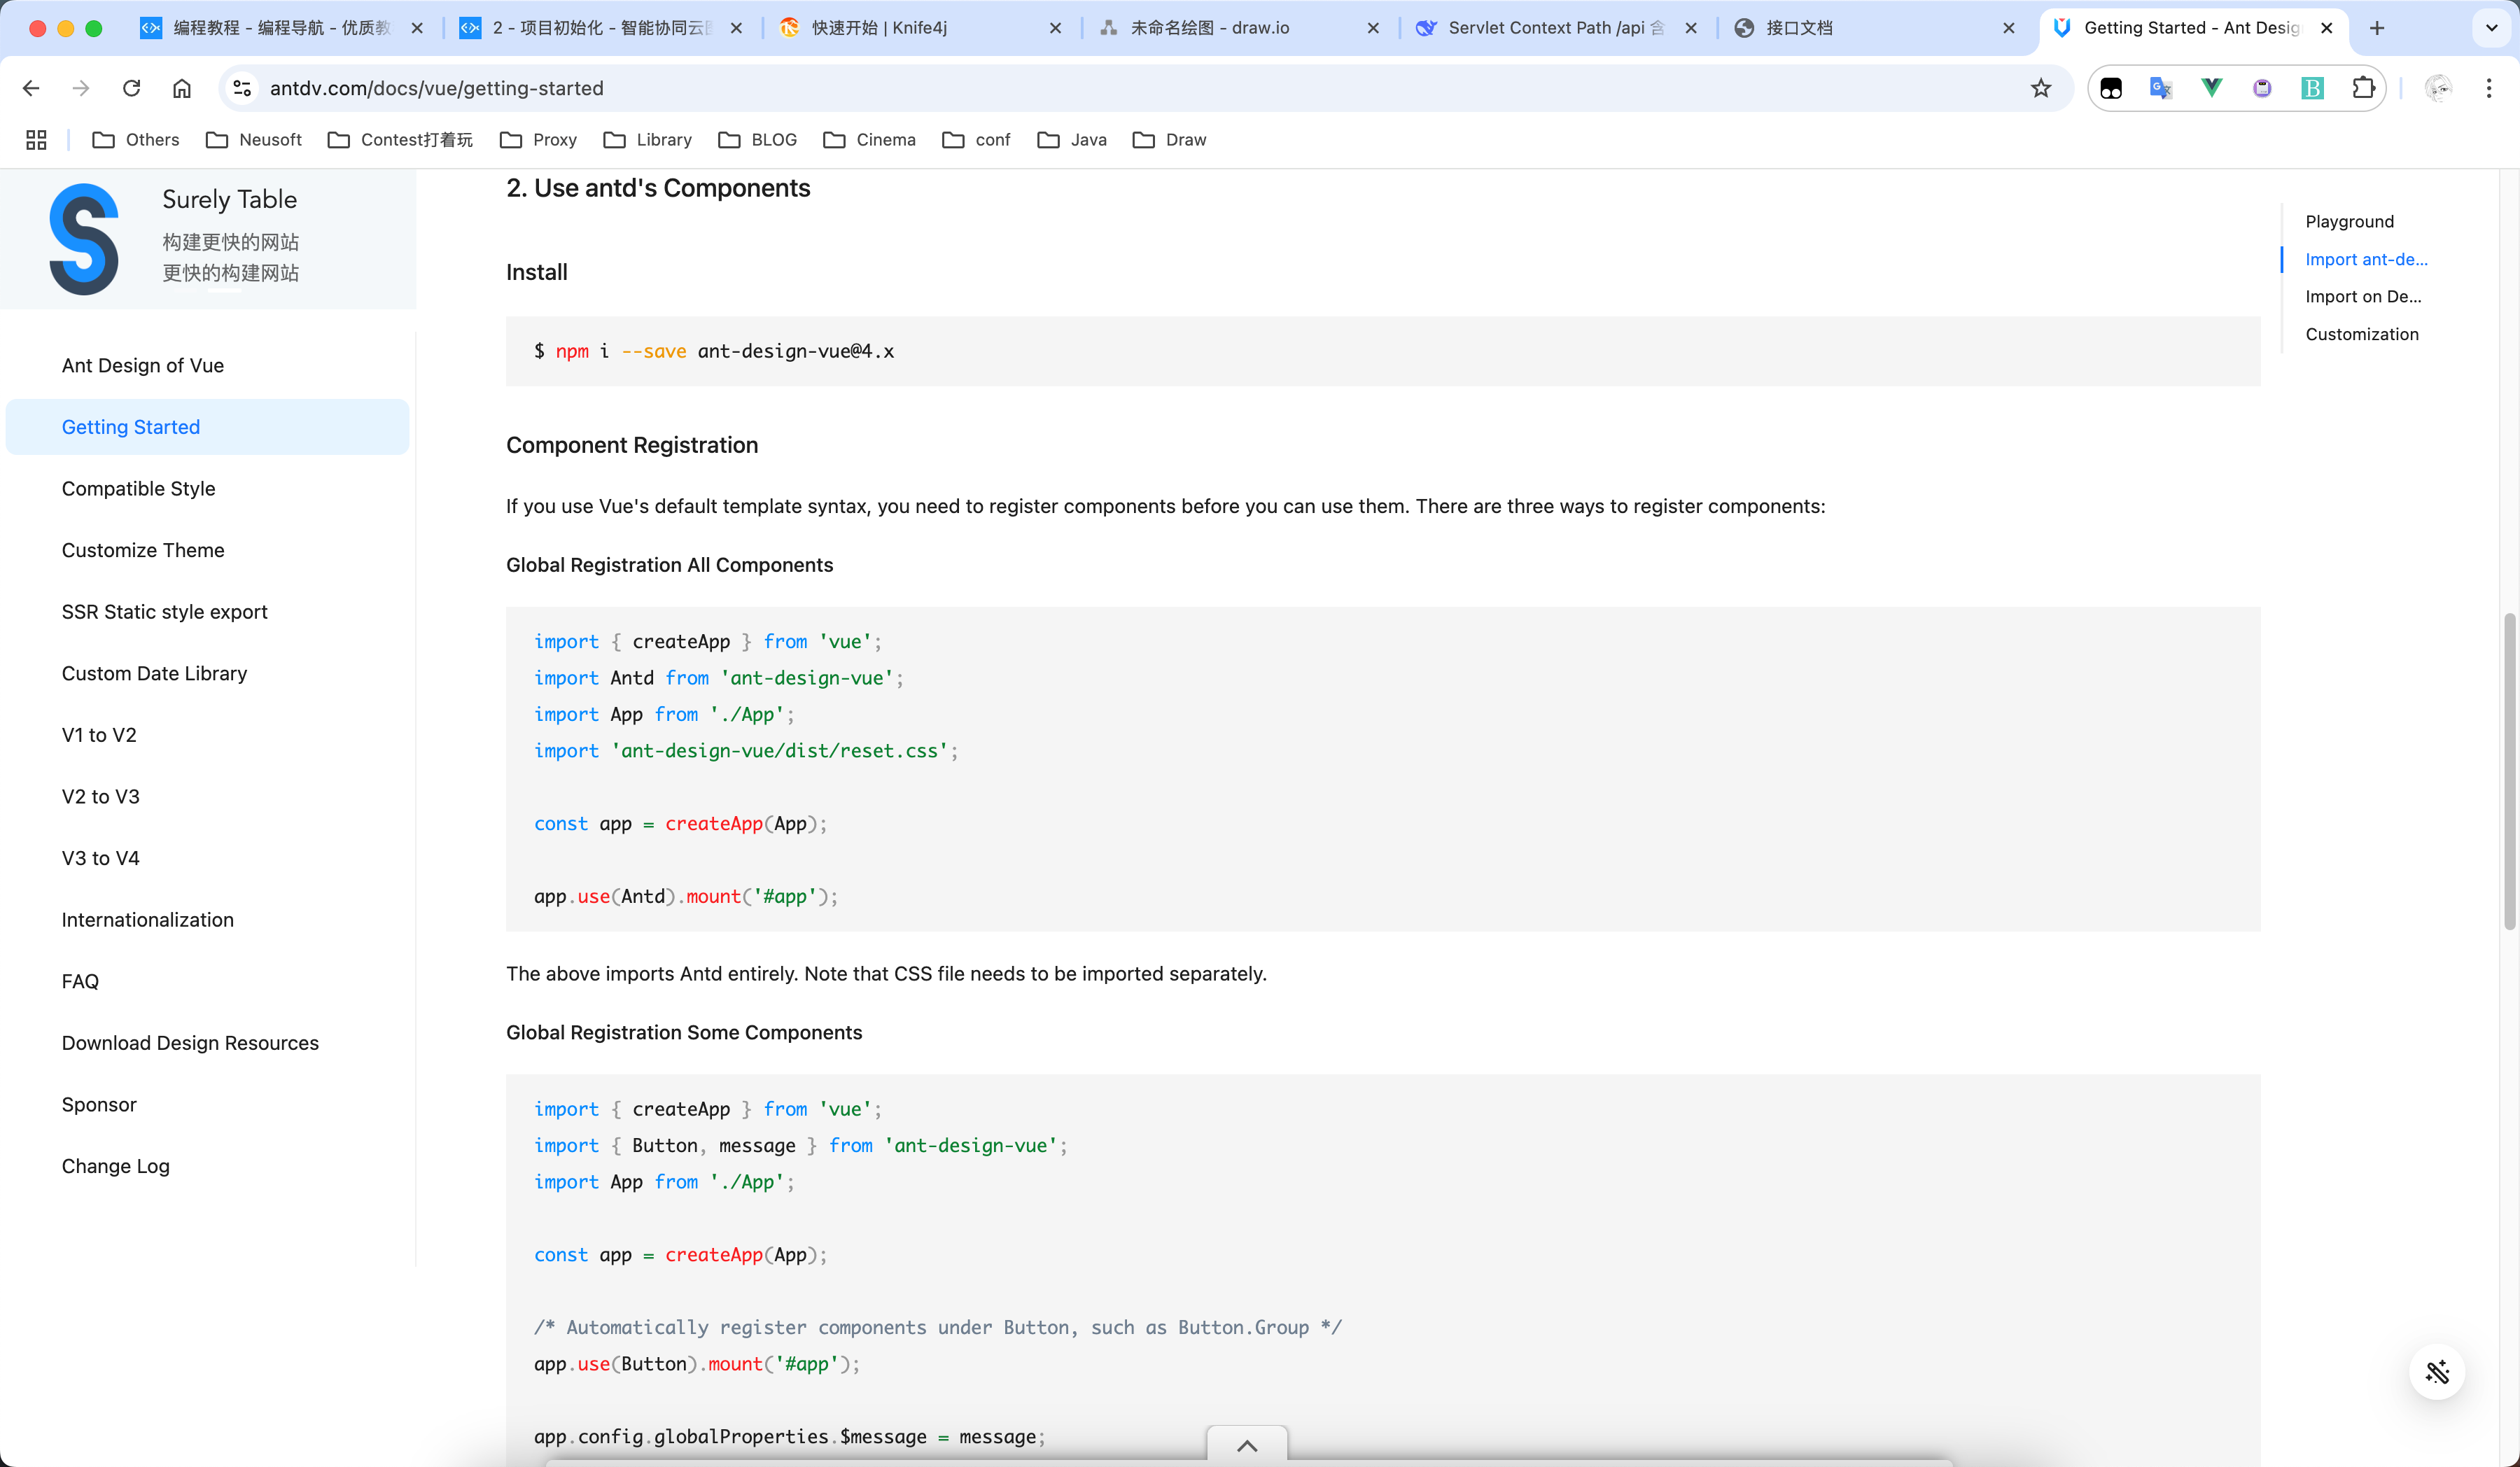 编程教程 - 编程导航 - 优质教
2 - 项目初始化 - 智能协同云图
快速开始 | Knife4j
未命名绘图 - draw.io
Servlet Context Path /api 含
接口文档
Getting Started - Ant Desig
antdv.com/docs/vue/getting-started
Others
Neusoft
Contest打着玩
Proxy
Library
BLOG
Cinema
conf
Java
Draw
Surely Table
构建更快的网站
更快的构建网站
Ant Design of Vue
Getting Started
Compatible Style
Customize Theme
SSR Static style export
Custom Date Library
V1 to V2
V2 to V3
V3 to V4
Internationalization
FAQ
Download Design Resources
Sponsor
Change Log
2. Use antd's Components
Install
$ npm i --save ant-design-vue@4.x
Component Registration
If you use Vue's default template syntax, you need to register components before you can use them. There are three ways to register components:
Global Registration All Components
import { createApp } from 'vue';
import Antd from 'ant-design-vue';
import App from './App';
import 'ant-design-vue/dist/reset.css';
const app = createApp(App);
app.use(Antd).mount('#app');
The above imports Antd entirely. Note that CSS file needs to be imported separately.
Global Registration Some Components
import { createApp } from 'vue';
import { Button, message } from 'ant-design-vue';
import App from './App';
const app = createApp(App);
/* Automatically register components under Button, such as Button.Group */
app.use(Button).mount('#app');
app.config.globalProperties.$message = message;
Playground
Import ant-de...
Import on De...
Customization